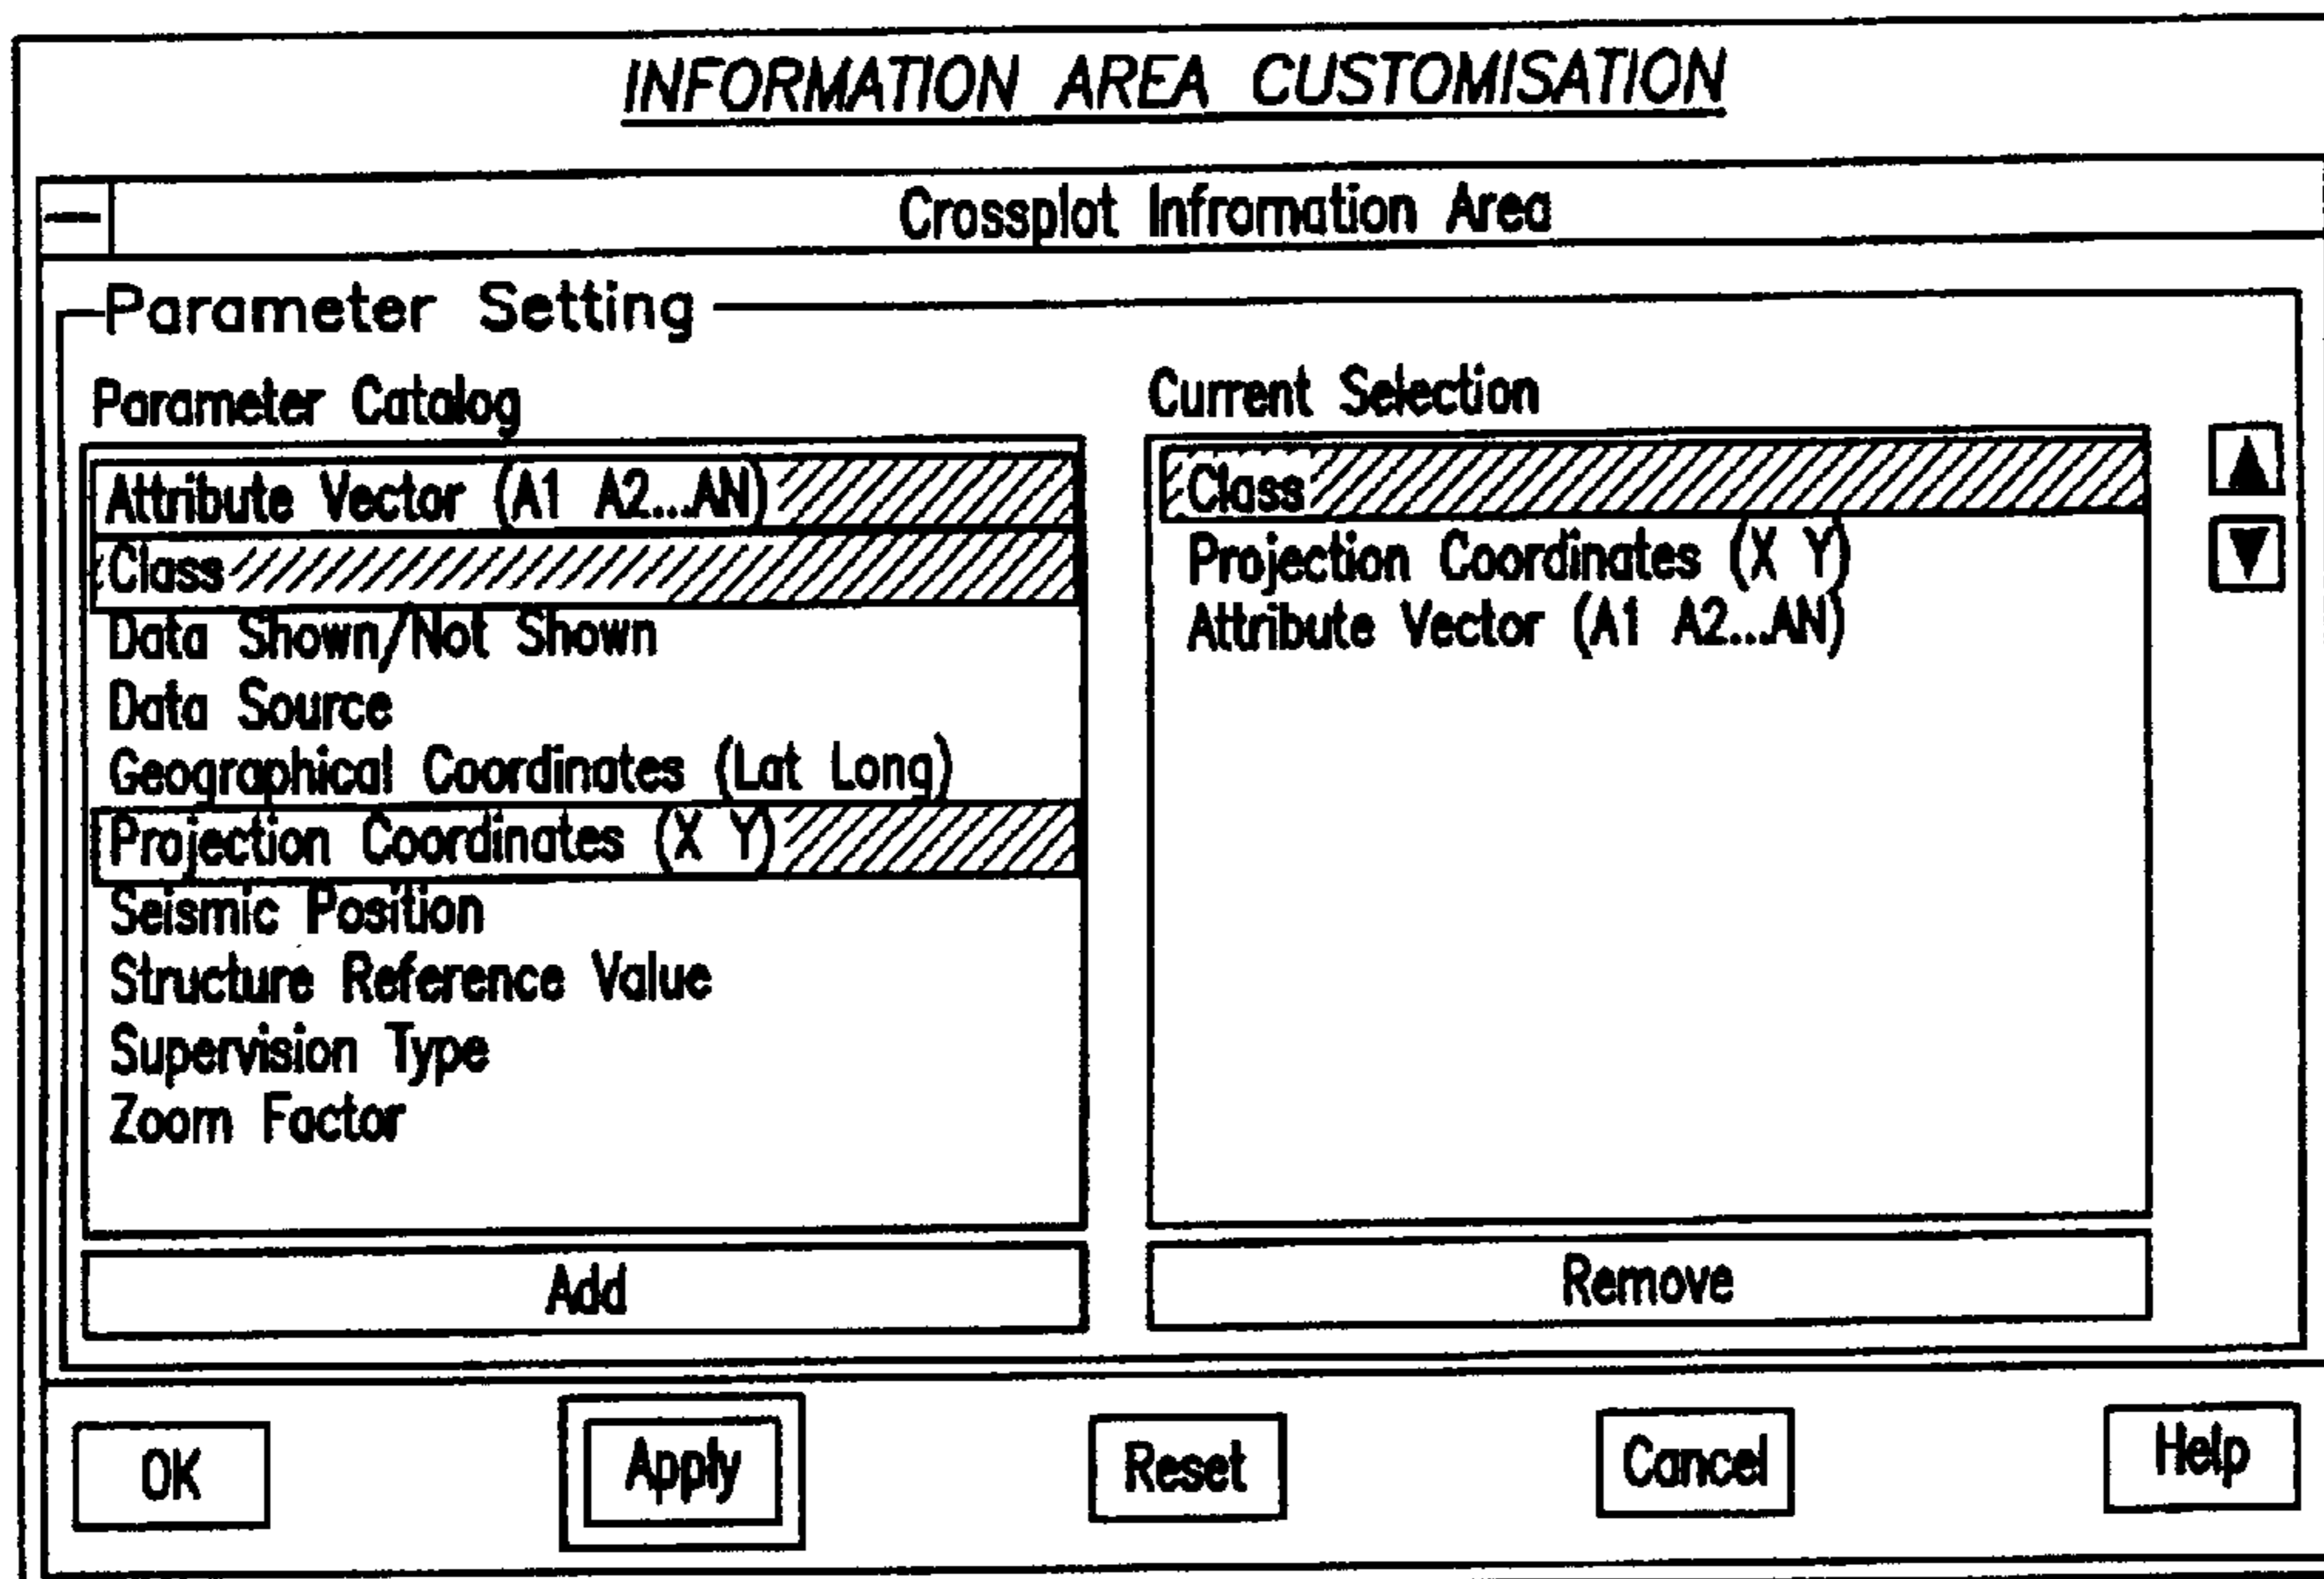 INFORMATION AREA CUSTOMISATION
Crossplot Inframation Area
Parameter Setting
Parameter Catalog
Attribute Vector (A1 A2...AN)
Class
Data Shown/Not Shown
Data Source
Geographical Coordinates (Lat Long)
Projection Coordinates (X Y)
Seismic Position
Structure Reference Value
Supervision Type
Zoom Factor
Add
Current Selection
Class
Projection Coordinates (X Y)
Attribute Vector (A1 A2...AN)
Remove
OK
Apply
Reset
Cancel
Help